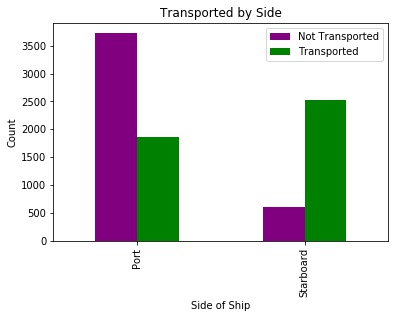 Transported by Side
Not Transported
Transported
3500
3000
2500
2000
1500
1000
500
0
Count
Port
Starboard
Side of Ship